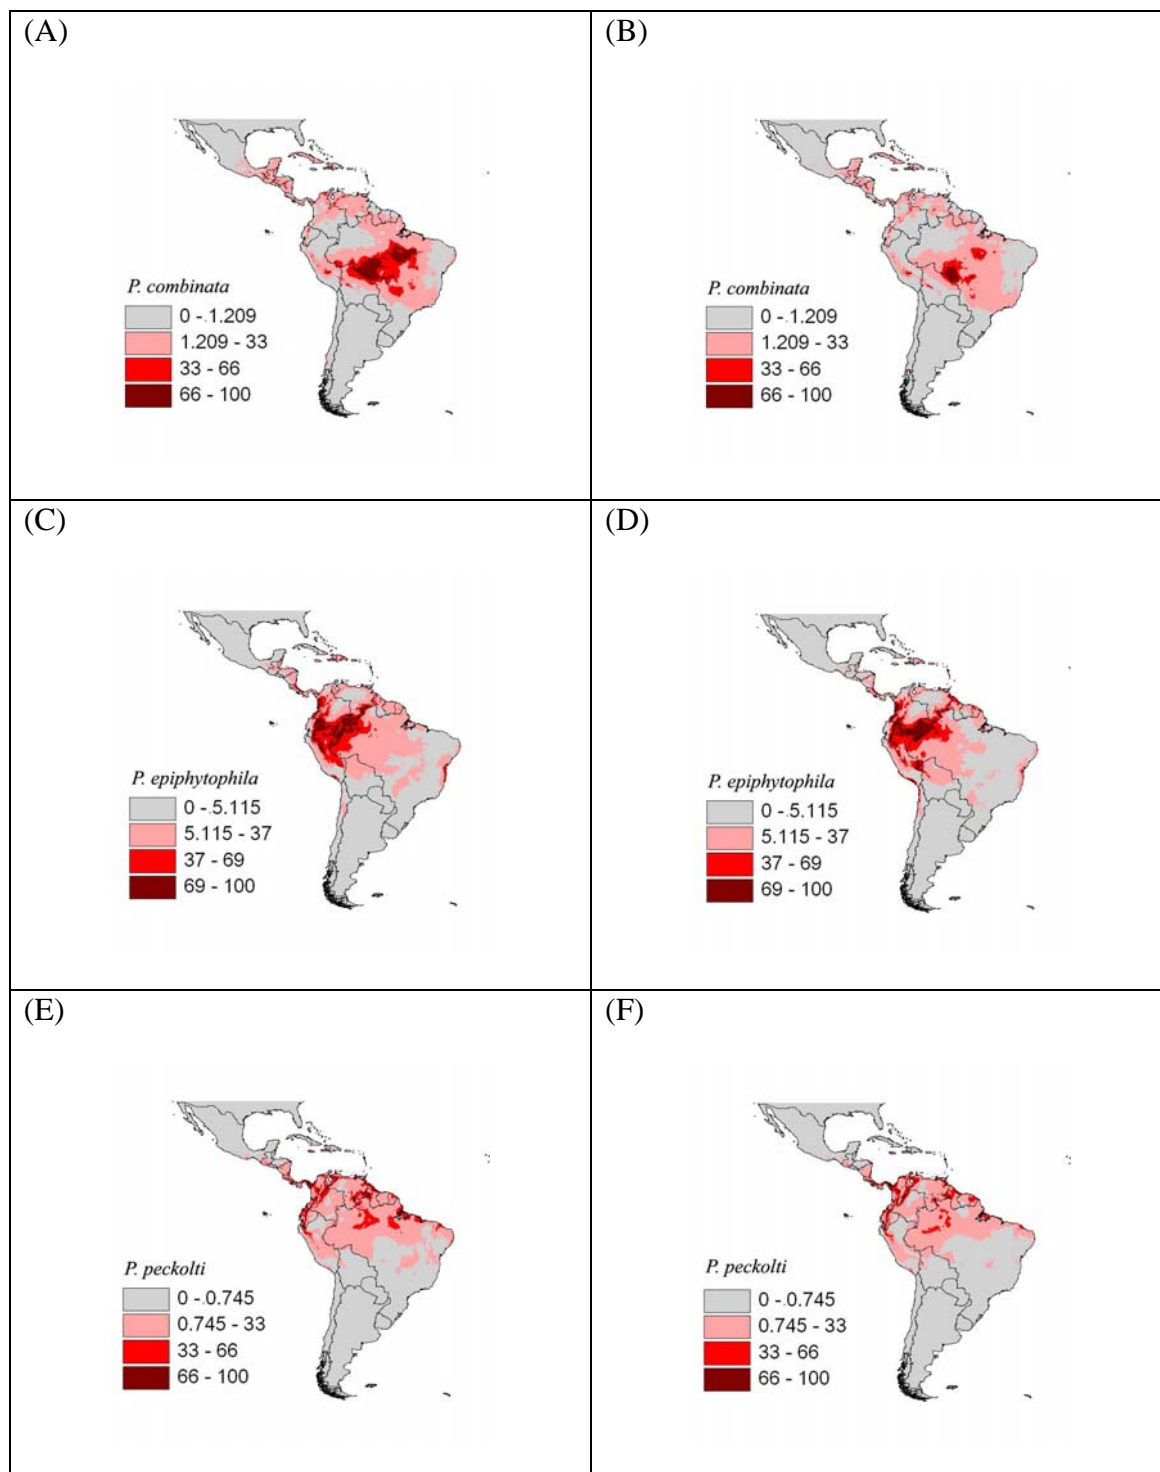 (A)
P. combinata
0 - .1.209
1.209 - 33
33 - 66
66 - 100
(B)
P. combinata
0 - .1.209
1.209 - 33
33 - 66
66 - 100
(C)
P. epiphytophila
0 - .5.115
5.115 - 37
37 - 69
69 - 100
(D)
P. epiphytophila
0 - .5.115
5.115 - 37
37 - 69
69 - 100
(E)
P. peckolti
0 - .0.745
0.745 - 33
33 - 66
66 - 100
(F)
P. peckolti
0 - .0.745
0.745 - 33
33 - 66
66 - 100